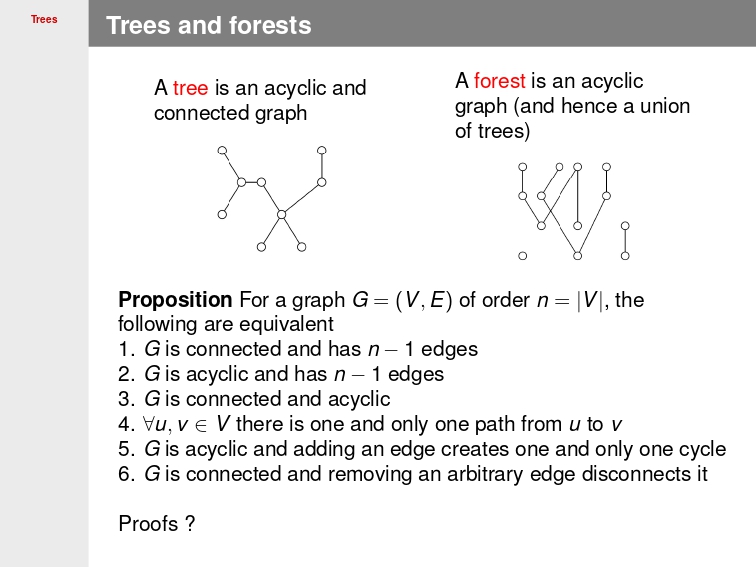 Trees
Trees and forests
A tree is an acyclic and
connected graph
A forest is an acyclic
graph (and hence a union
of trees)
Proposition For a graph G = (V, E) of order n = |V|, the
following are equivalent
1. G is connected and has n − 1 edges
2. G is acyclic and has n − 1 edges
3. G is connected and acyclic
4. ∀u, v ∈ V there is one and only one path from u to v
5. G is acyclic and adding an edge creates one and only one cycle
6. G is connected and removing an arbitrary edge disconnects it
Proofs ?